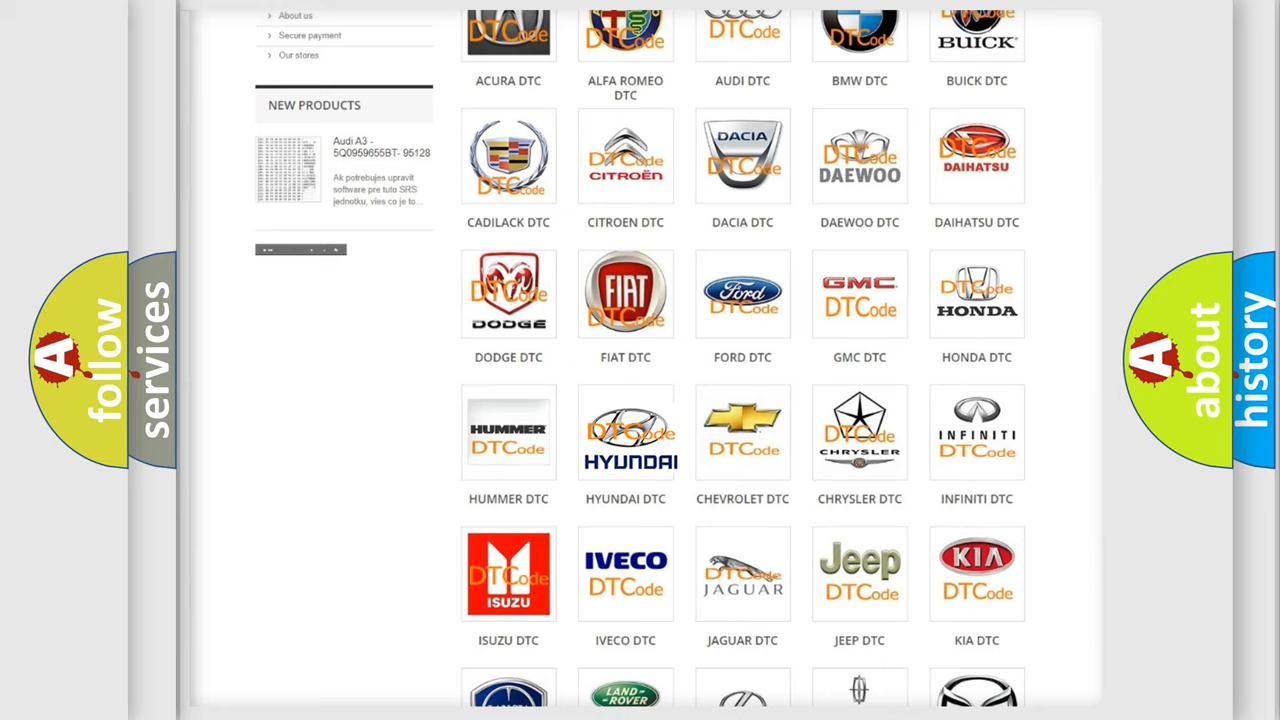 About us
Secure payment
Our stores
NEW PRODUCTS
Audi A3 -
5Q0959655BT- 95128
Ak potrebujes upravit
software pre tuto SRS
jednotku, vies co je to...
DTCode
DTCode
DTCode
DTCode
BUICK
ACURA DTC
ALFA ROMEO
DTC
AUDI DTC
BMW DTC
BUICK DTC
DTCode
DTCode
CITROËN
DACIA
DTCode
DTCode
DAEWOO
DTCode
DAIHATSU
CADILACK DTC
CITROEN DTC
DACIA DTC
DAEWOO DTC
DAIHATSU DTC
DTCode
DODGE
FIAT
DTCode
Ford
DTCode
GMC
DTCode
DTCode
HONDA
DODGE DTC
FIAT DTC
FORD DTC
GMC DTC
HONDA DTC
HUMMER
DTCode
DTCode
HYUNDAI
DTCode
DTCode
CHRYSLER
INFINITI
DTCode
HUMMER DTC
HYUNDAI DTC
CHEVROLET DTC
CHRYSLER DTC
INFINITI DTC
DTCode
ISUZU
IVECO
DTCode
DTCode
JAGUAR
Jeep
DTCode
KIA
DTCode
ISUZU DTC
IVECO DTC
JAGUAR DTC
JEEP DTC
KIA DTC
LAND-
ROVER
A
follow
services
A
about
history